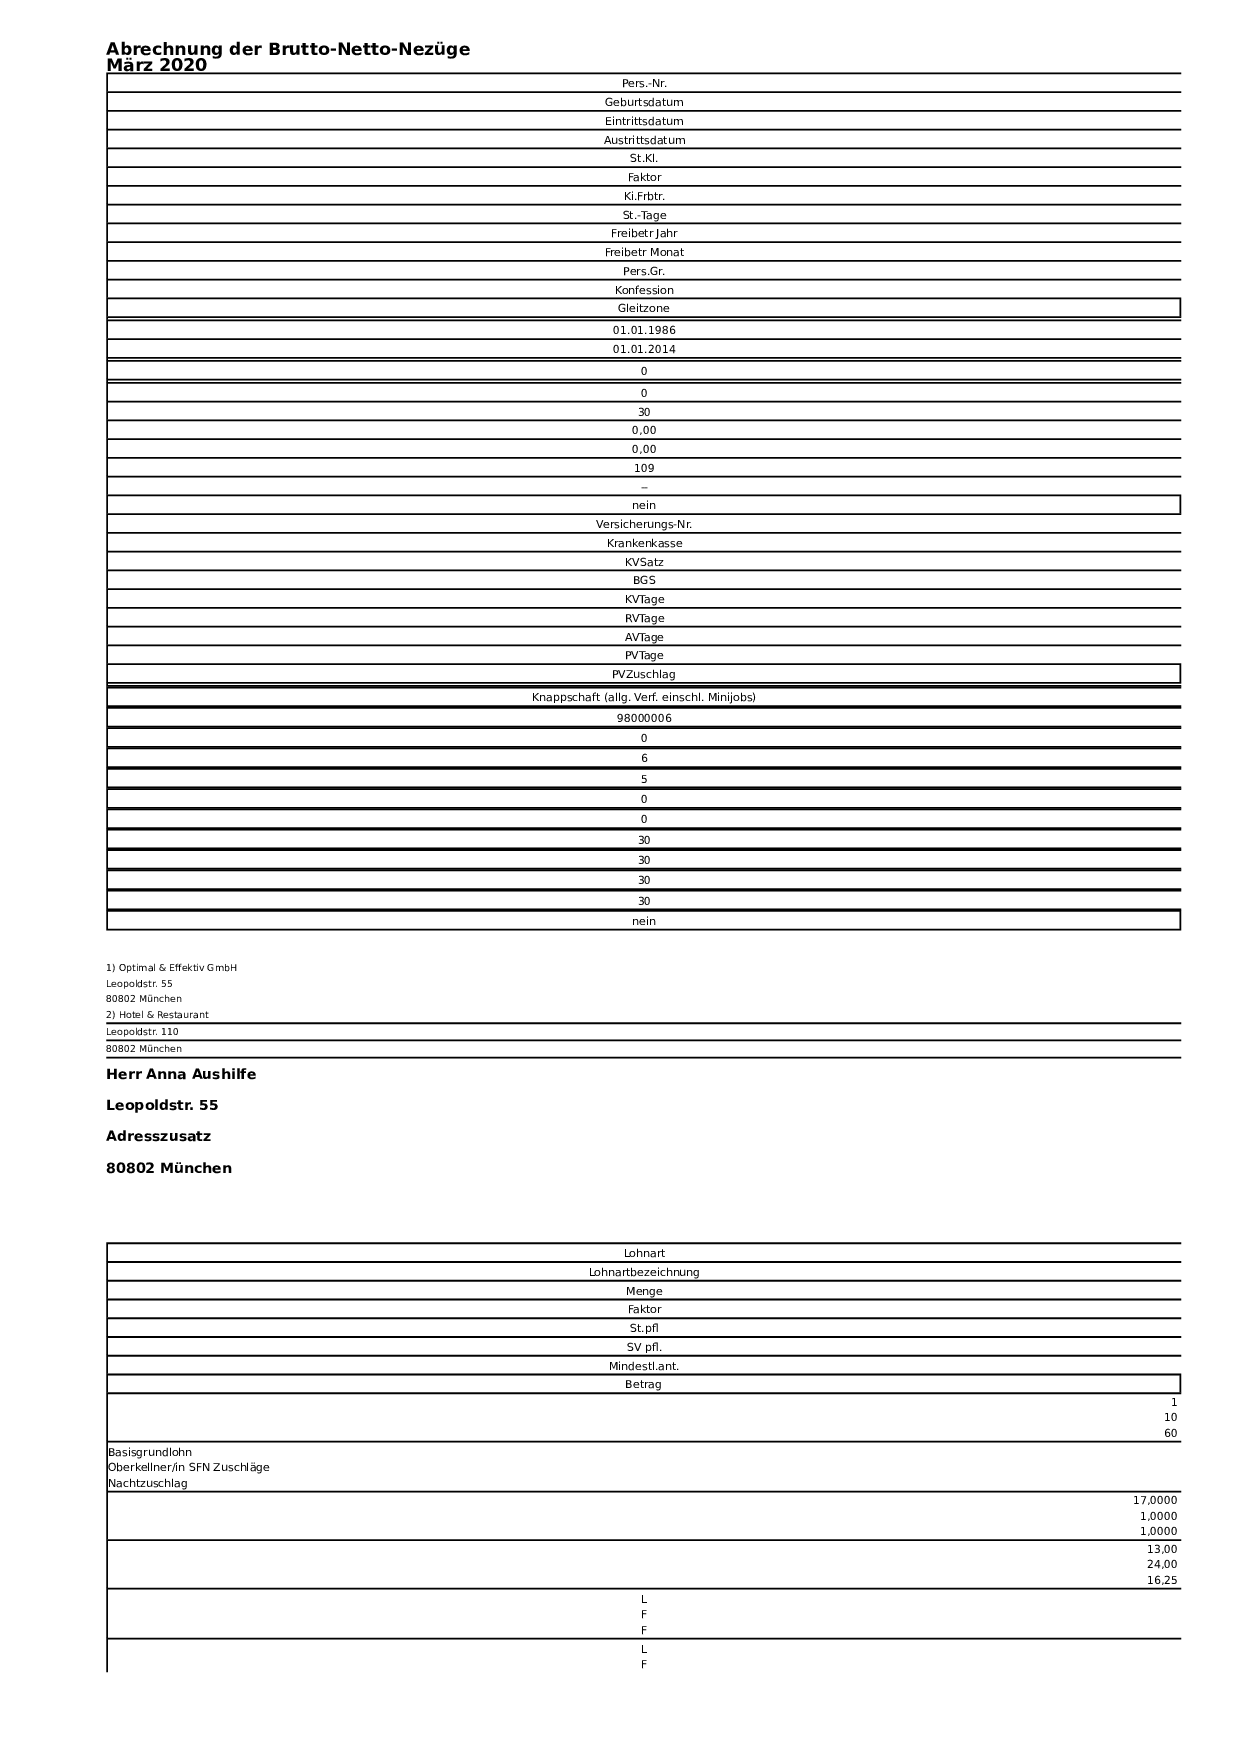 Abrechnung der Brutto-Netto-Nezüge
März 2020
Pers.-Nr.
Geburtsdatum
Eintrittsdatum
Austrittsdatum
St.Kl.
Faktor
Ki.Frbtr.
St.-Tage
Freibetr Jahr
Freibetr Monat
Pers.Gr.
Konfession
Gleitzone
01.01.1986
01.01.2014
0
0
30
0,00
0,00
109
–
nein
Versicherungs-Nr.
Krankenkasse
KVSatz
BGS
KVTage
RVTage
AVTage
PVTage
PVZuschlag
Knappschaft (allg. Verf. einschl. Minijobs)
98000006
0
6
5
0
0
30
30
30
30
nein
1) Optimal & Effektiv GmbH
Leopoldstr. 55
80802 München
2) Hotel & Restaurant
Leopoldstr. 110
80802 München
Herr Anna Aushilfe
Leopoldstr. 55
Adresszusatz
80802 München
Lohnart
Lohnartbezeichnung
Menge
Faktor
St.pfl
SV pfl.
Mindestl.ant.
Betrag
1
10
60
Basisgrundlohn
Oberkellner/in SFN Zuschläge
Nachtzuschlag
17,0000
1,0000
1,0000
13,00
24,00
16,25
L
F
F
L
F